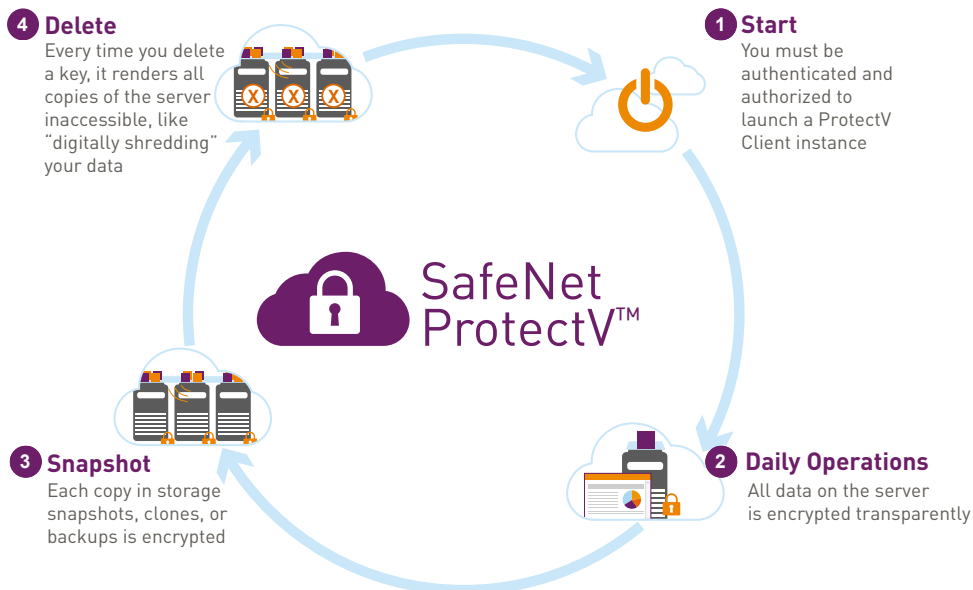 4 Delete
Every time you delete
a key, it renders all
copies of the server
inaccessible, like
“digitally shredding”
your data
X X X
1 Start
You must be
authenticated and
authorized to
launch a ProtectV
Client instance
SafeNet
ProtectV™
3 Snapshot
Each copy in storage
snapshots, clones, or
backups is encrypted
2 Daily Operations
All data on the server
is encrypted transparently